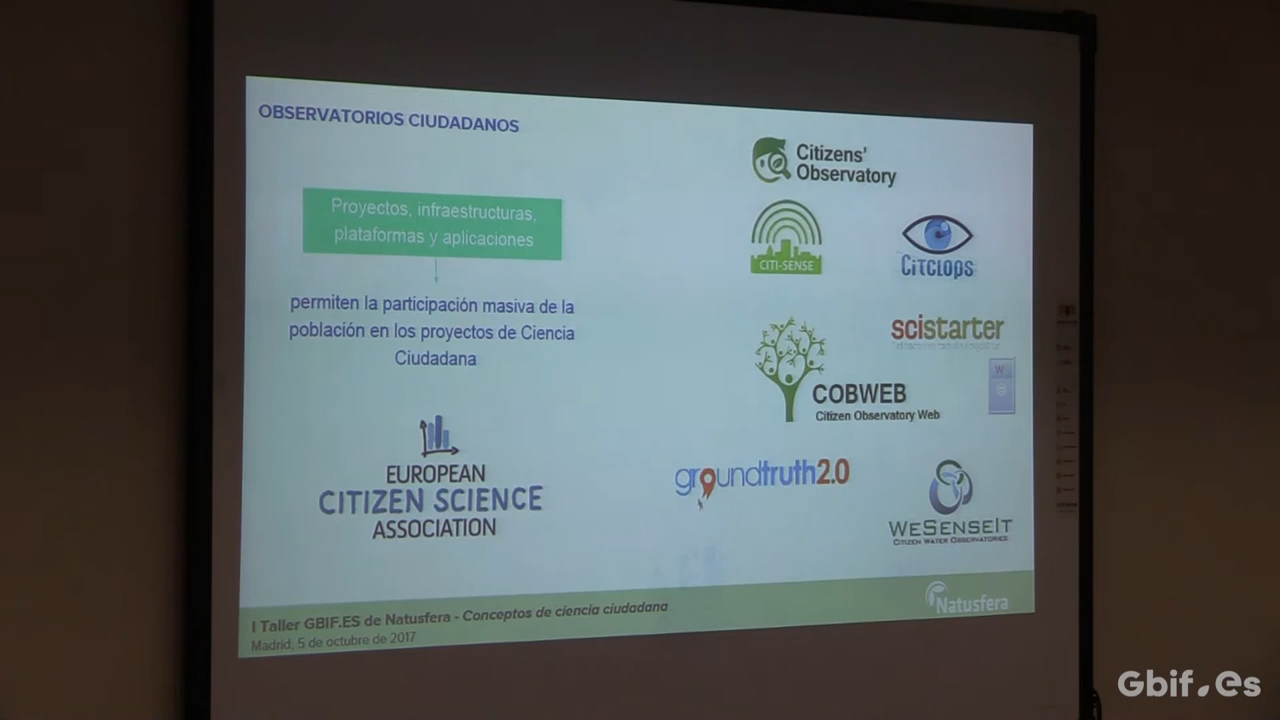 OBSERVATORIOS CIUDADANOS
Proyectos, infraestructuras,
plataformas y aplicaciones
permiten la participación masiva de la
población en los proyectos de Ciencia
Ciudadana
EUROPEAN
CITIZEN SCIENCE
ASSOCIATION
Citizens'
Observatory
CITI-SENSE
CITCLOPS
scistarter
W
COBWEB
Citizen Observatory Web
groundtruth2.0
WESENSEIT
CITIZEN WATER OBSERVATORIES
I Taller GBIF.ES de Natusfera - Conceptos de ciencia ciudadana
Madrid, 5 de octubre de 2017
Natusfera
Gbif.es